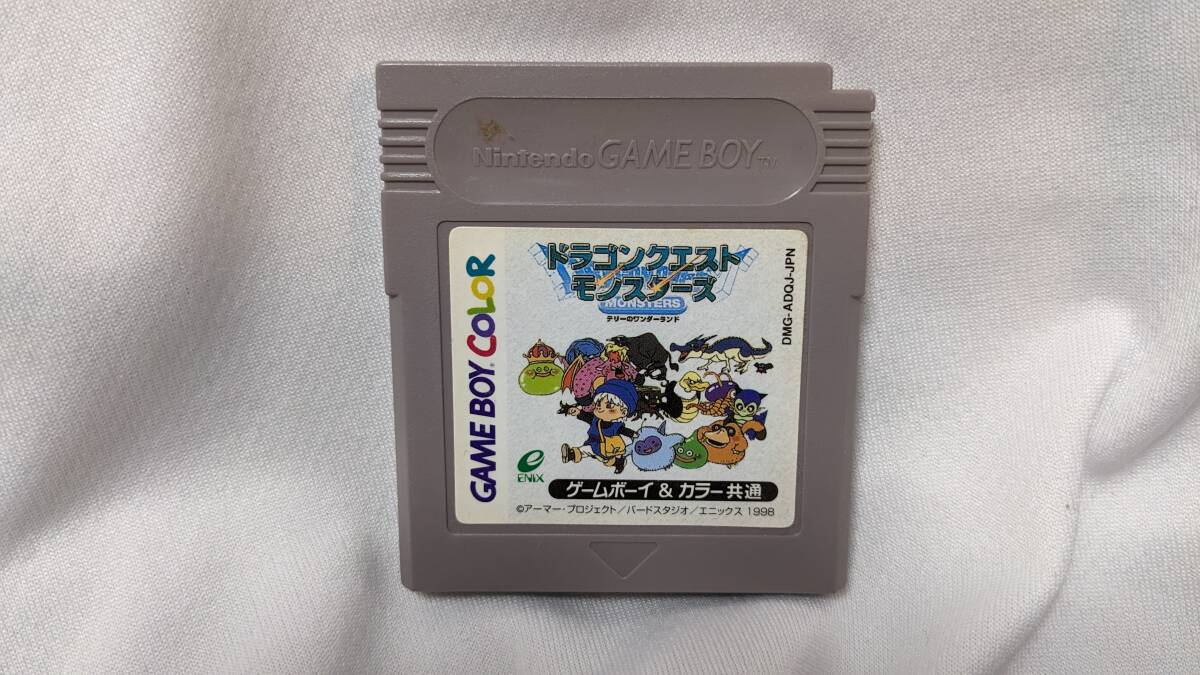 Nintendo GAME BOY™
ドラゴンクエスト
モンスターズ
MONSTERS
テリーのワンダーランド
GAME BOY COLOR
DMG-ADQJ-JPN
e
ENIX
ゲームボーイ & カラー共通
©アーマー・プロジェクト/バードスタジオ/エニックス 1998